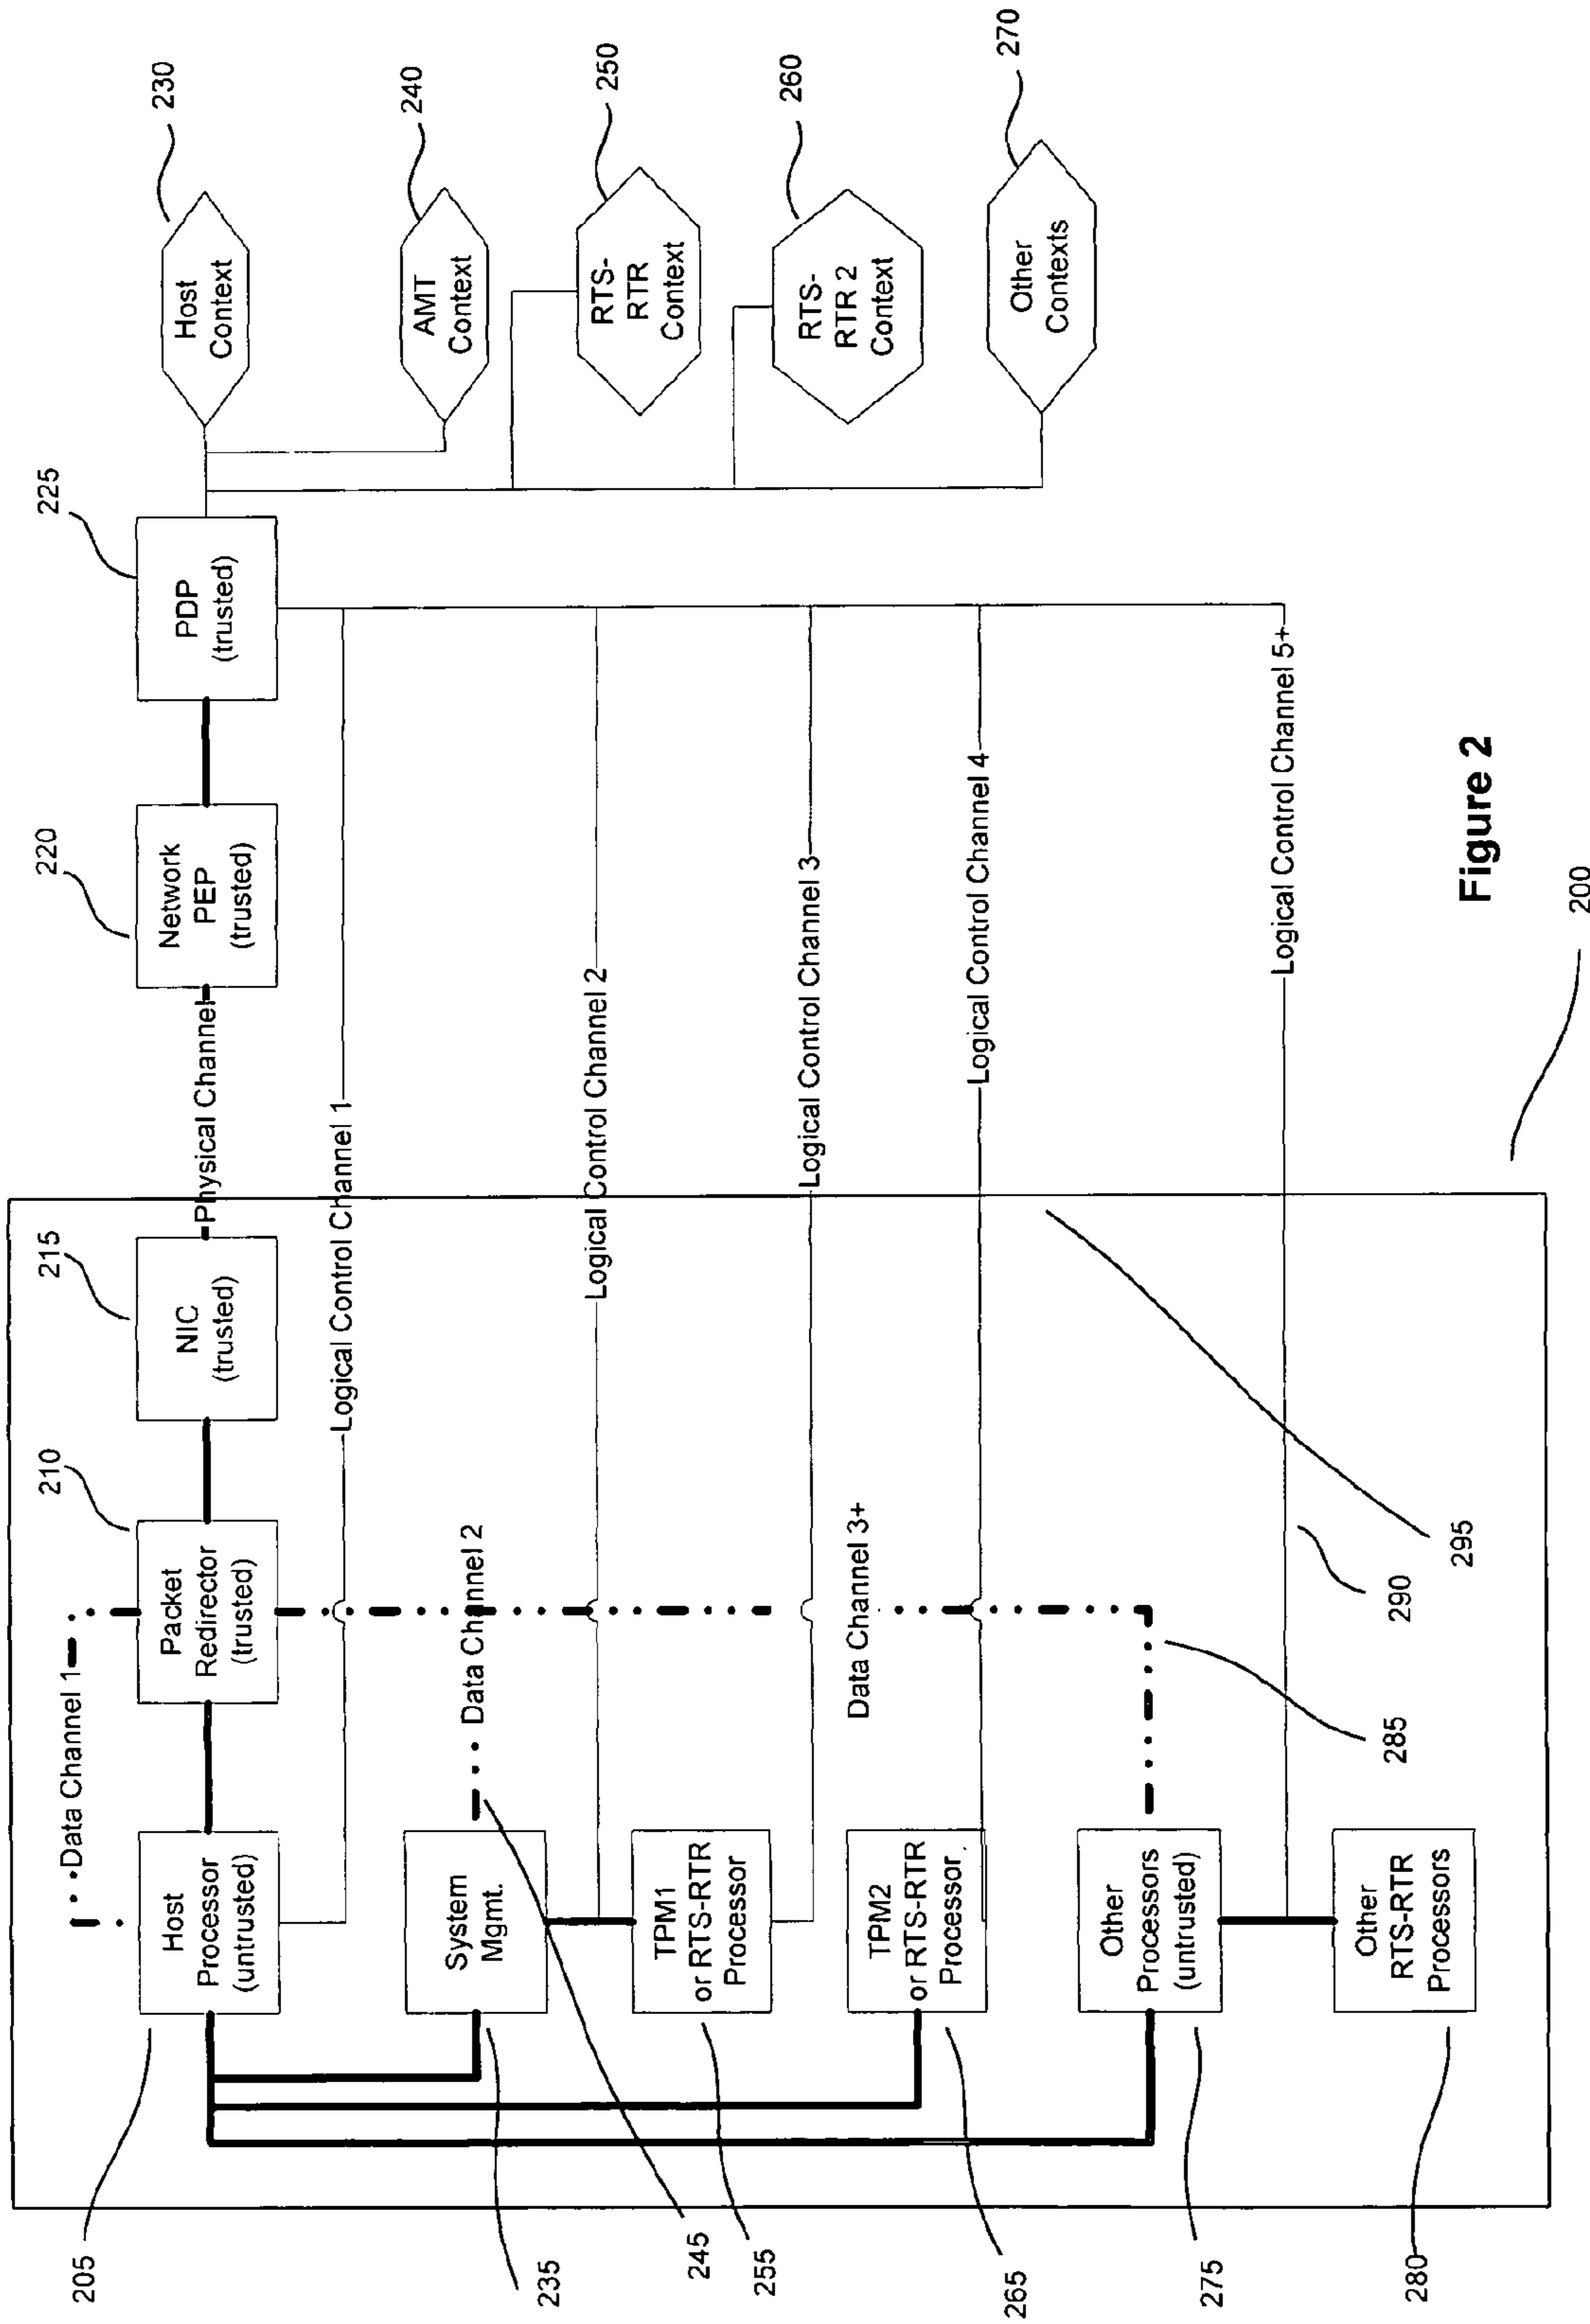 205
210
215
220
225
230
Data Channel 1
Host
Processor
(untrusted)
Packet
Redirector
(trusted)
NIC
(trusted)
Physical Channel
Network
PEP
(trusted)
PDP
(trusted)
Host
Context
Logical Control Channel 1
235
System
Mgmt.
Data Channel 2
AMT
Context
240
Logical Control Channel 2
245
255
TPM1
or RTS-RTR
Processor
RTS-
RTR
Context
250
Logical Control Channel 3
Data Channel 3+
265
TPM2
or RTS-RTR
Processor
RTS-
RTR 2
Context
260
Logical Control Channel 4
275
Other
Processors
(untrusted)
Other
Contexts
270
Logical Control Channel 5+
280
Other
RTS-RTR
Processors
285
290
295
Figure 2
200